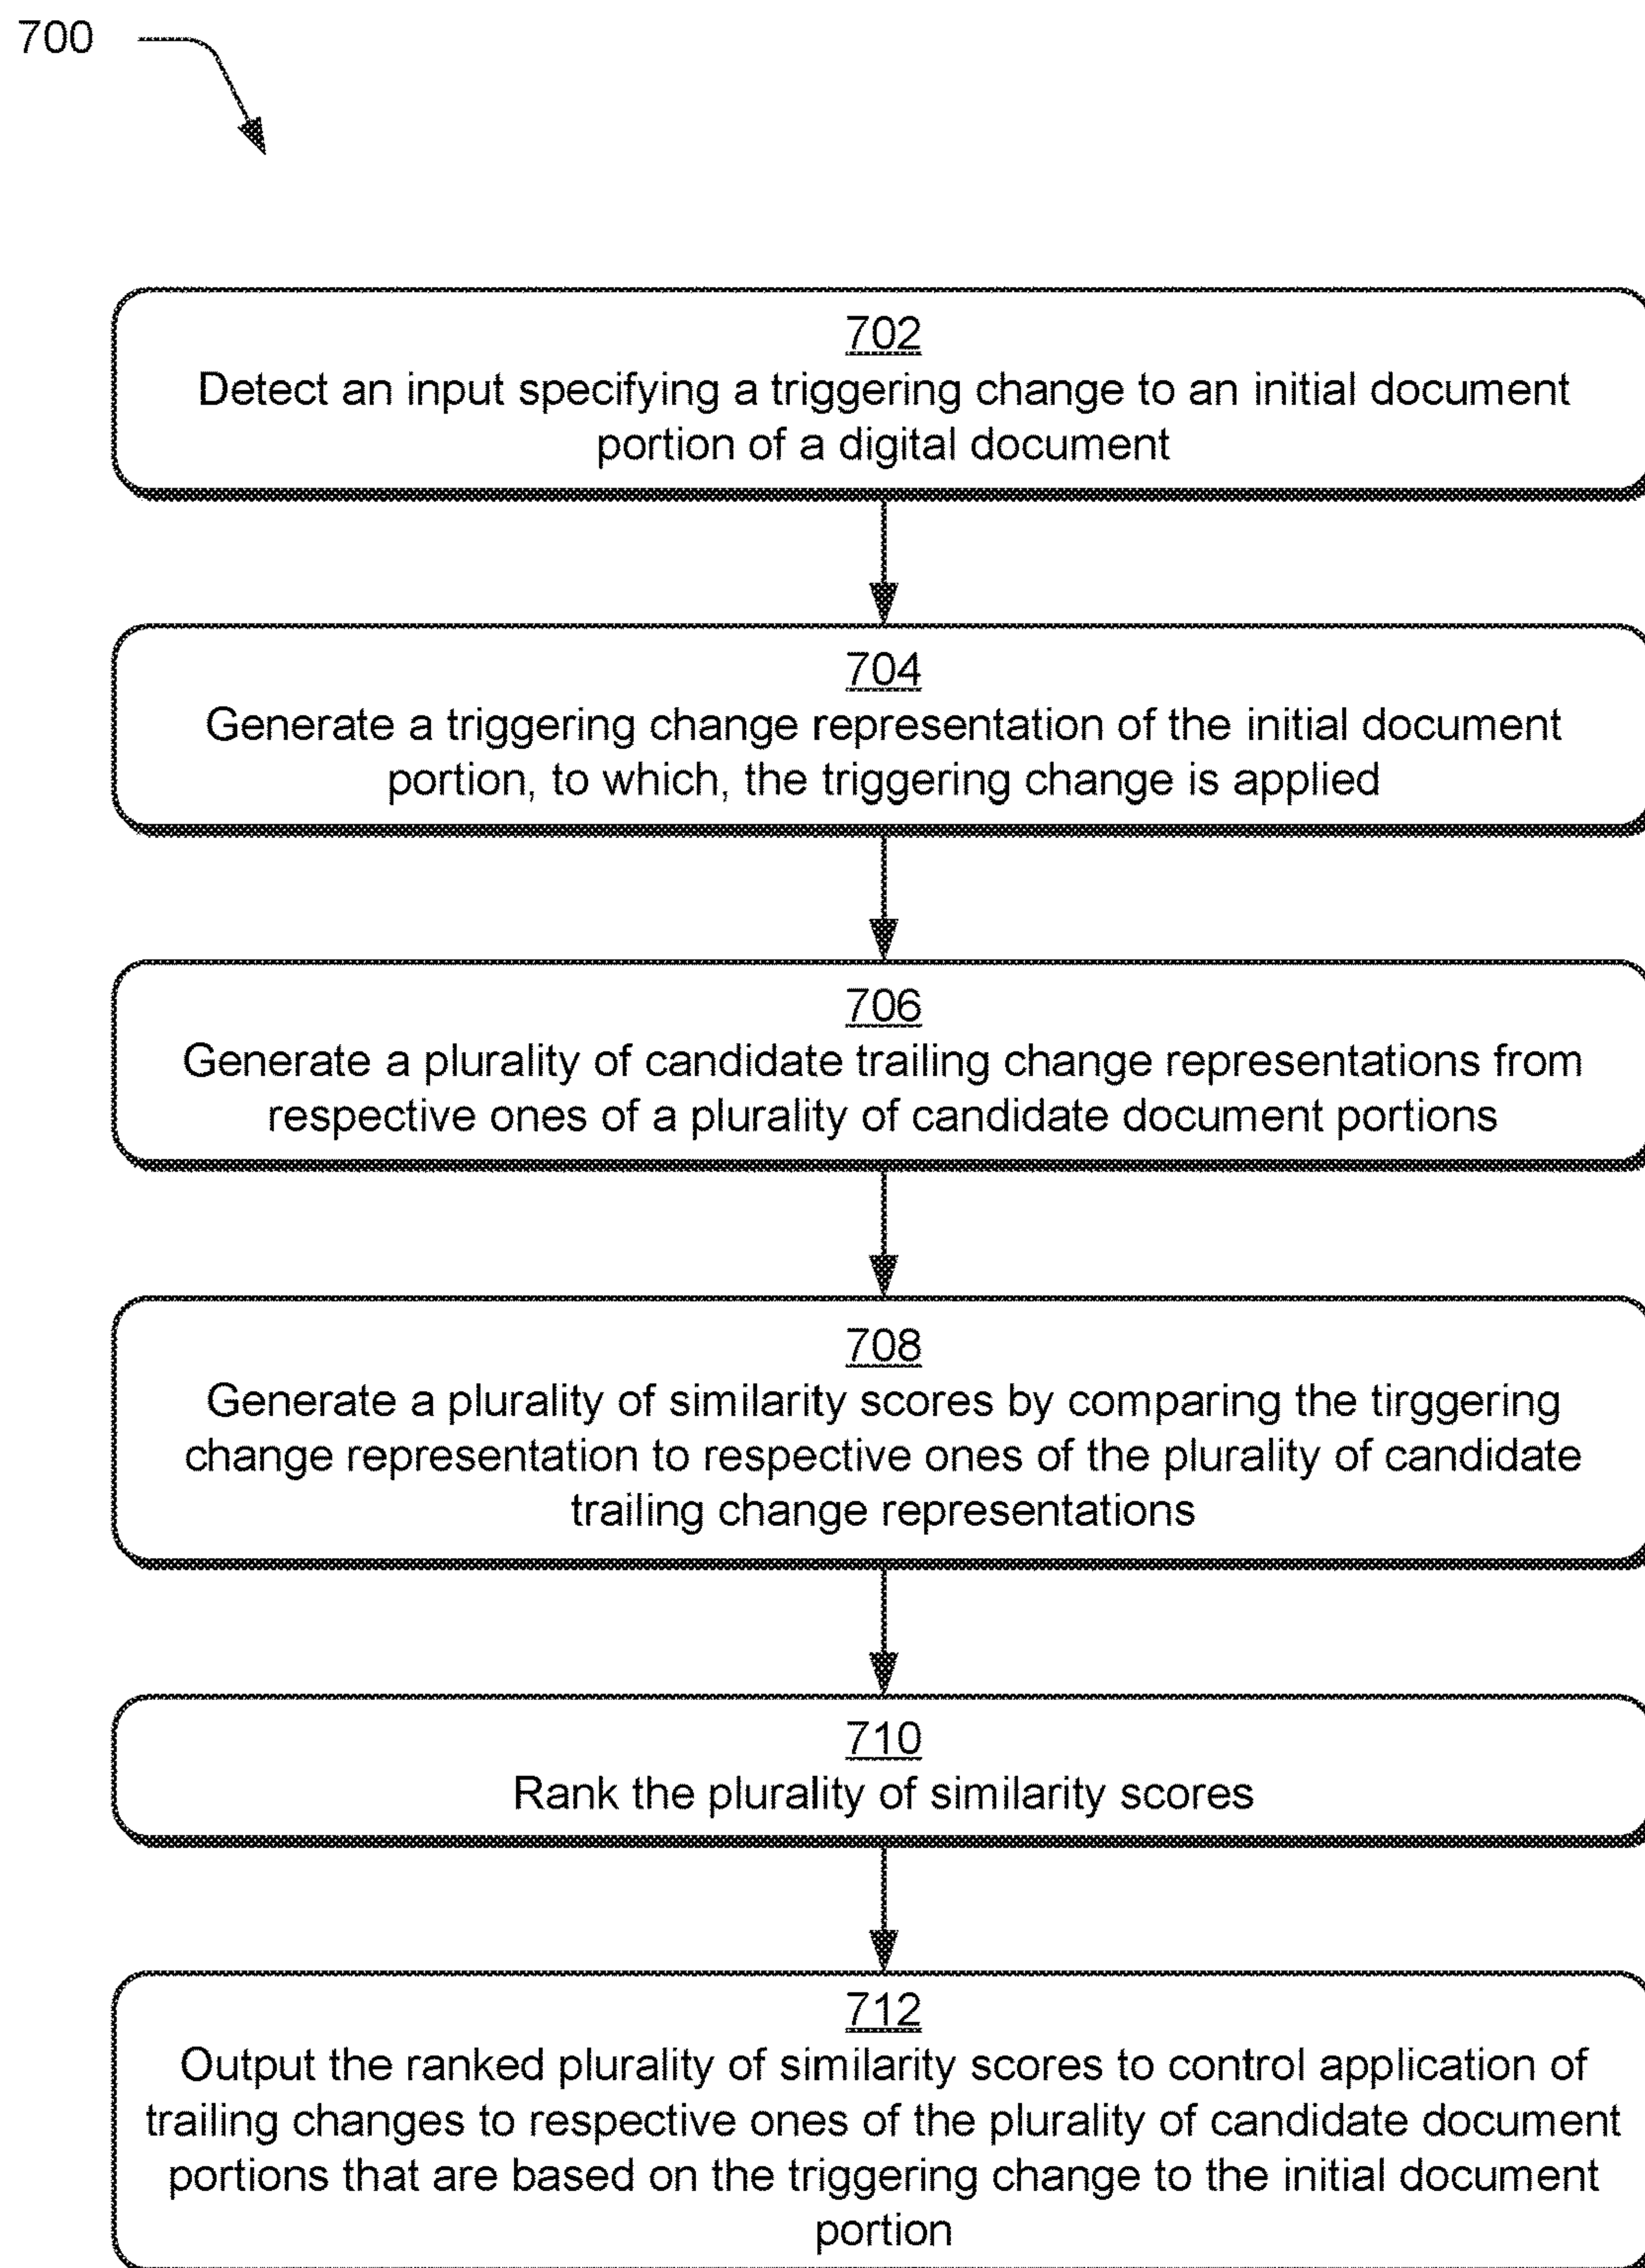 700
702
Detect an input specifying a triggering change to an initial document
portion of a digital document
704
Generate a triggering change representation of the initial document
portion, to which, the triggering change is applied
706
Generate a plurality of candidate trailing change representations from
respective ones of a plurality of candidate document portions
708
Generate a plurality of similarity scores by comparing the tirggering
change representation to respective ones of the plurality of candidate
trailing change representations
710
Rank the plurality of similarity scores
712
Output the ranked plurality of similarity scores to control application of
trailing changes to respective ones of the plurality of candidate document
portions that are based on the triggering change to the initial document
portion